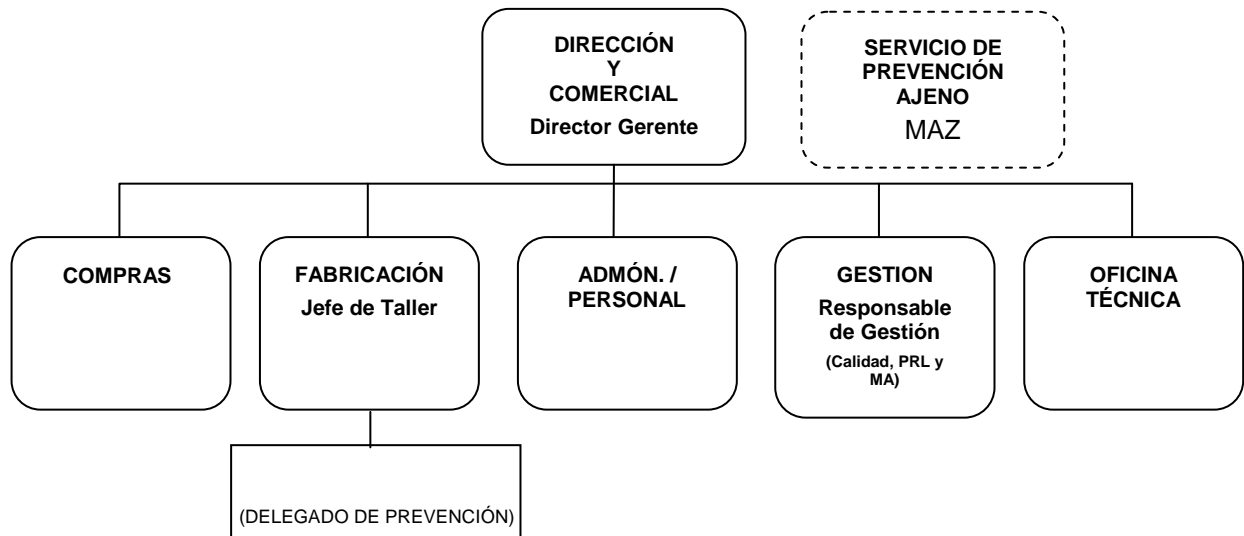 DIRECCIÓN
Y
COMERCIAL
Director Gerente
SERVICIO DE
PREVENCIÓN
AJENO
MAZ
COMPRAS
FABRICACIÓN
Jefe de Taller
ADMÓN. /
PERSONAL
GESTION
Responsable
de Gestión
(Calidad, PRL y
MA)
OFICINA
TÉCNICA
(DELEGADO DE PREVENCIÓN)